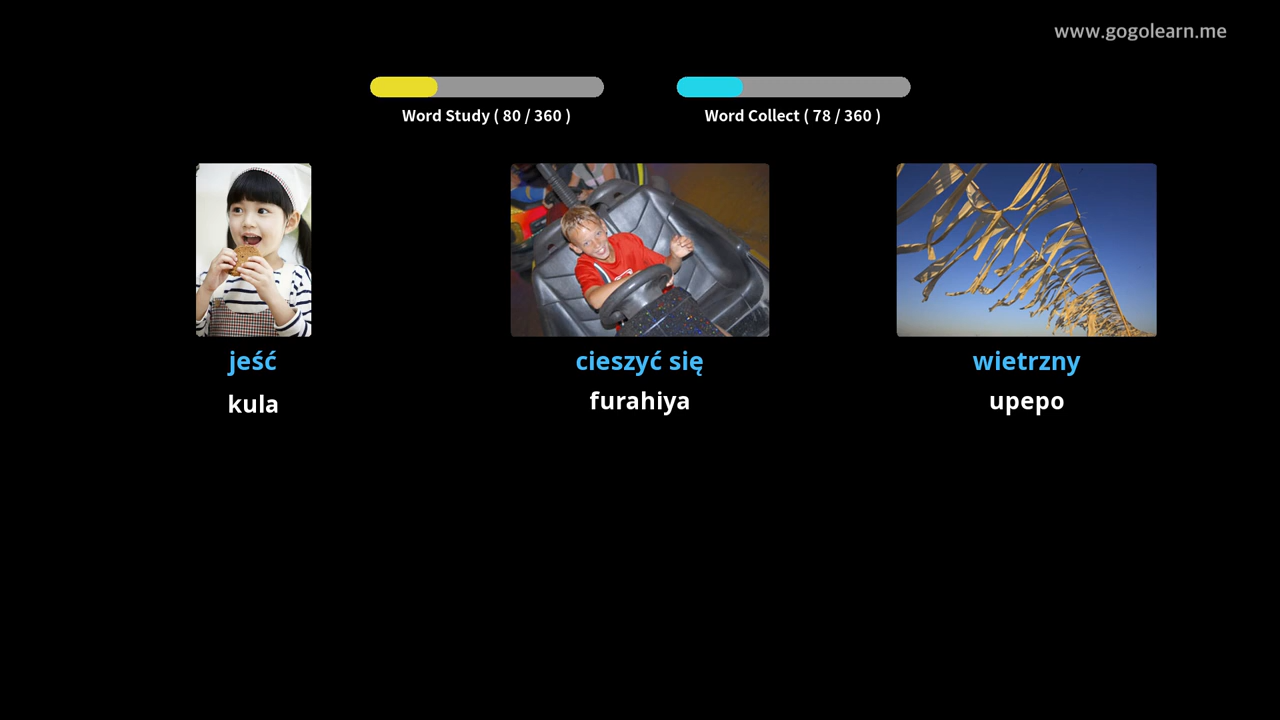 www.gogolearn.me
Word Study ( 80 / 360 )
Word Collect ( 78 / 360 )
jeść
cieszyć się
wietrzny
kula
furahiya
upepo